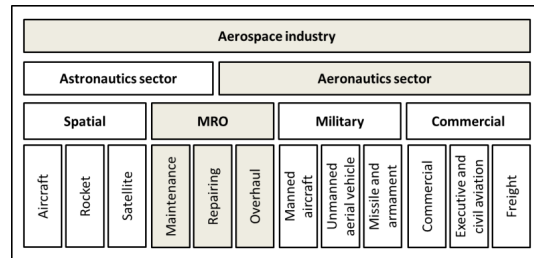 Aerospace industry
Astronautics sector
Aeronautics sector
Spatial
MRO
Military
Commercial
Aircraft
Rocket
Satellite
Maintenance
Repairing
Overhaul
Manned
aircraft
Unmanned
aerial vehicle
Missile and
armament
Commercial
Executive and
civil aviation
Freight